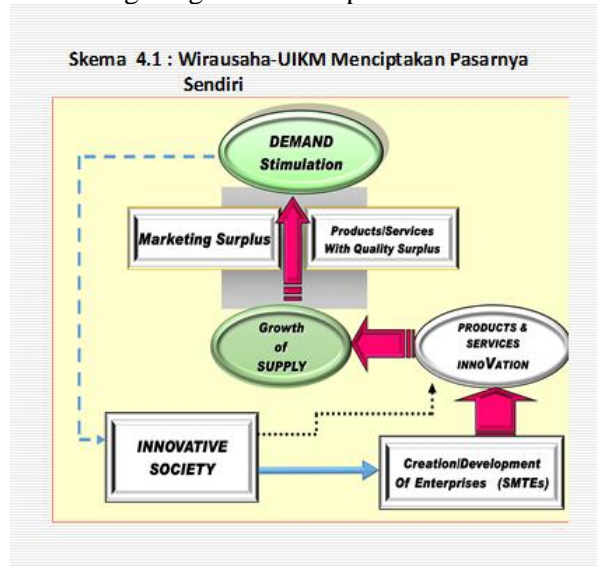 Skema 4.1 : Wirausaha-UIKM Menciptakan Pasarnya
Sendiri
DEMAND
Stimulation
Marketing Surplus
Products/Services
With Quality Surplus
Growth
of
SUPPLY
PRODUCTS &
SERVICES
INNOVATION
INNOVATIVE
SOCIETY
Creation/Development
Of Enterprises (SMTEs)